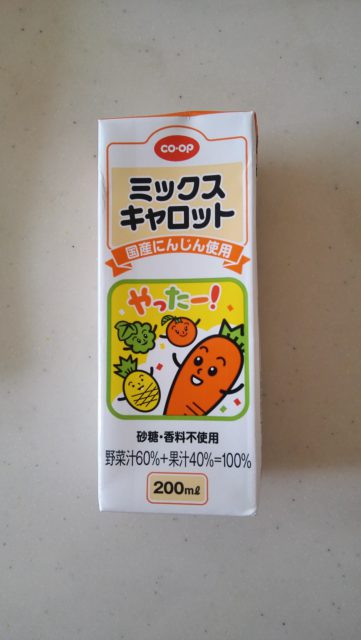 CO·OP
ミックス
キャロット
国産にんじん使用
やったー!
砂糖・香料不使用
野菜汁60%+果汁40%=100%
200ml